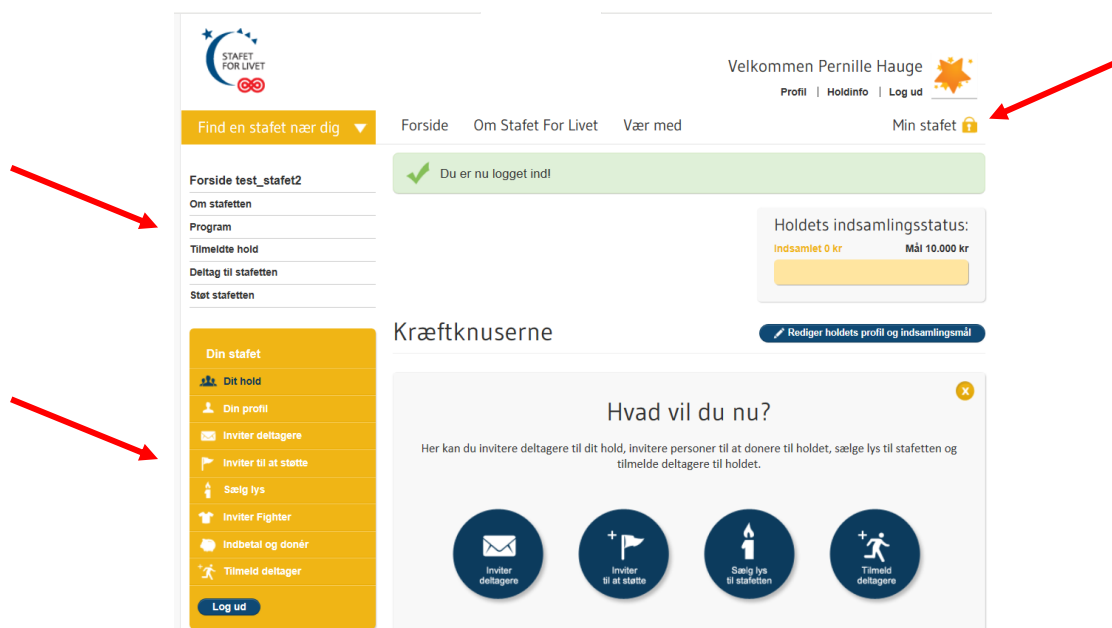 STAFET
FOR LIVET
Velkommen Pernille Hauge
Profil | Holdinfo | Log ud
Find en stafet nær dig
Forside Om Stafet For Livet Vær med
Min stafet
Forside test_stafet2
Om stafetten
Program
Tilmeldte hold
Deltag til stafetten
Støt stafetten
Du er nu logget ind!
Holdets indsamlingsstatus:
Indsamlet 0 kr Mål 10.000 kr
Kræftknuserne
Rediger holdets profil og indsamlingsmål
Din stafet
Dit hold
Din profil
Inviter deltagere
Inviter til at støtte
Sælg lys
Inviter Fighter
Indbetal og donér
Tilmeld deltager
Log ud
X
Hvad vil du nu?
Her kan du invitere deltagere til dit hold, invitere personer til at donere til holdet, sælge lys til stafetten og
tilmelde deltagere til holdet.
Inviter
deltagere
Inviter
til at støtte
Sælg lys
til stafetten
Tilmeld
deltagere